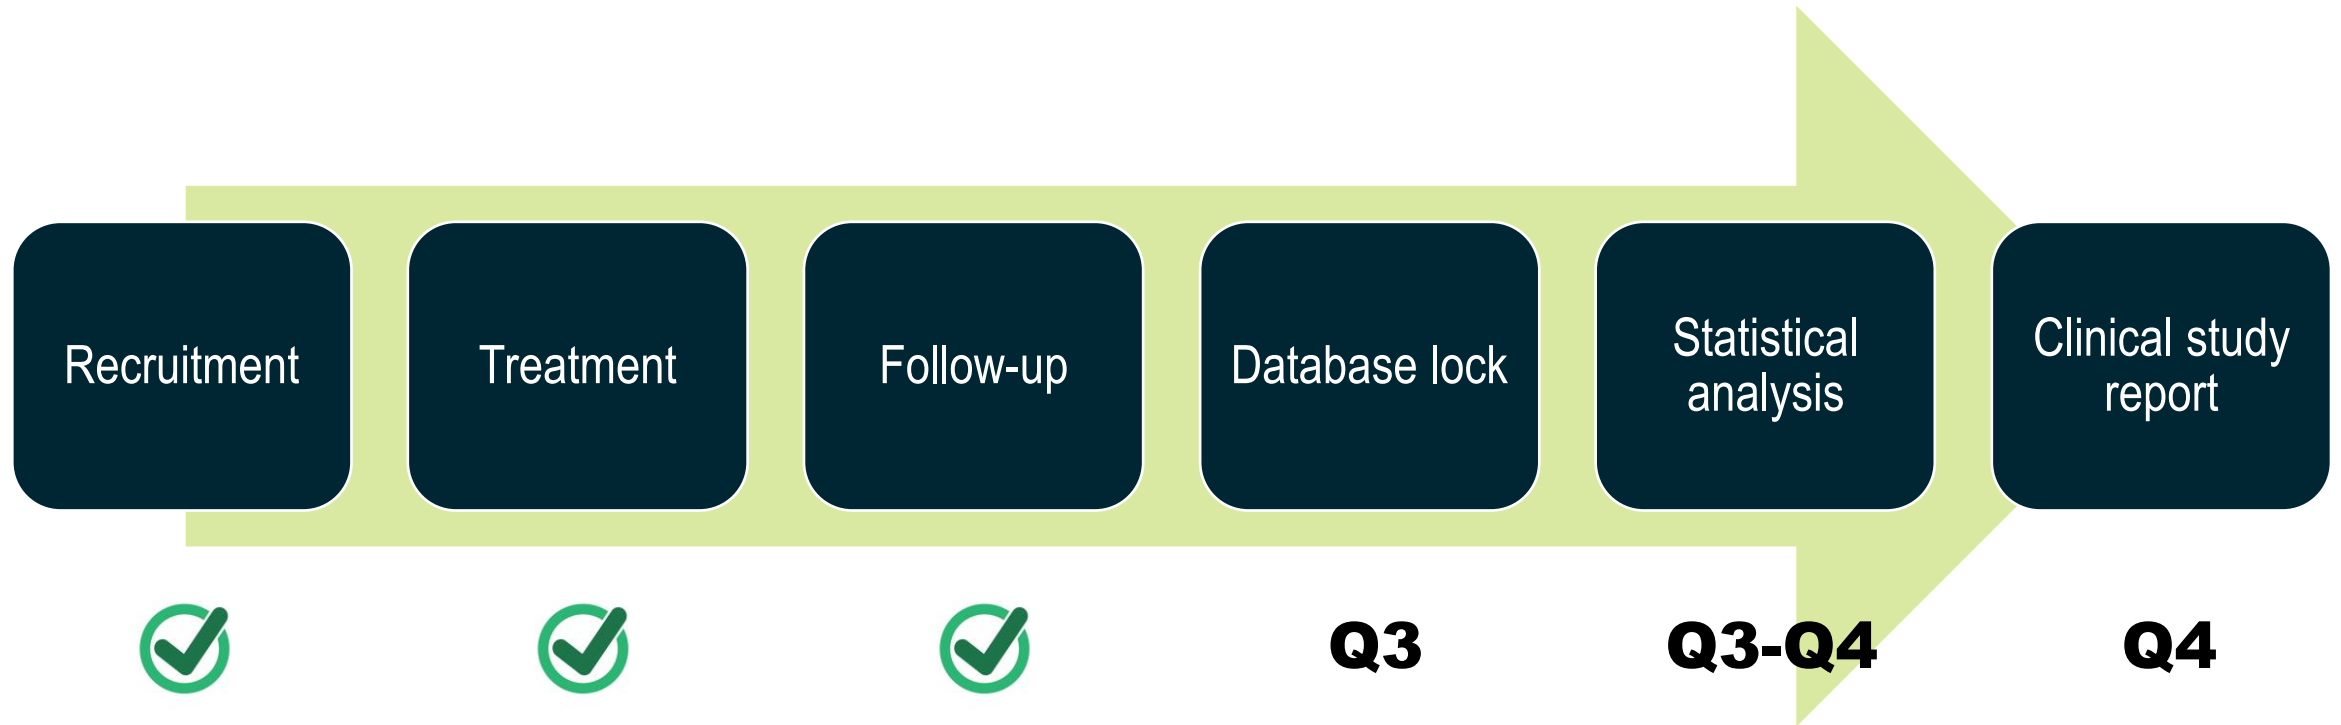 Recruitment
Treatment
Follow-up
Database lock
Statistical
analysis
Clinical study
report
Q3
Q3-Q4
Q4